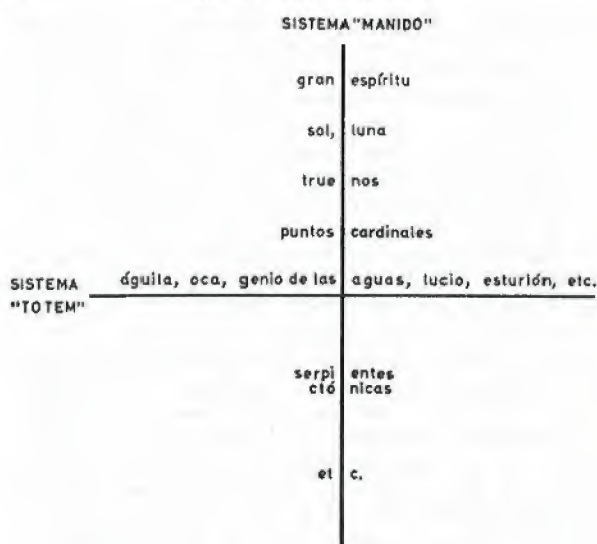 SISTEMA "MANIDO"
gran espíritu
sol, luna
true nos
puntos cardinales
SISTEMA "TOTEM"
águila, oca, genio de las aguas, lucio, esturión, etc.
serpi entes
ctó nicas
et c.